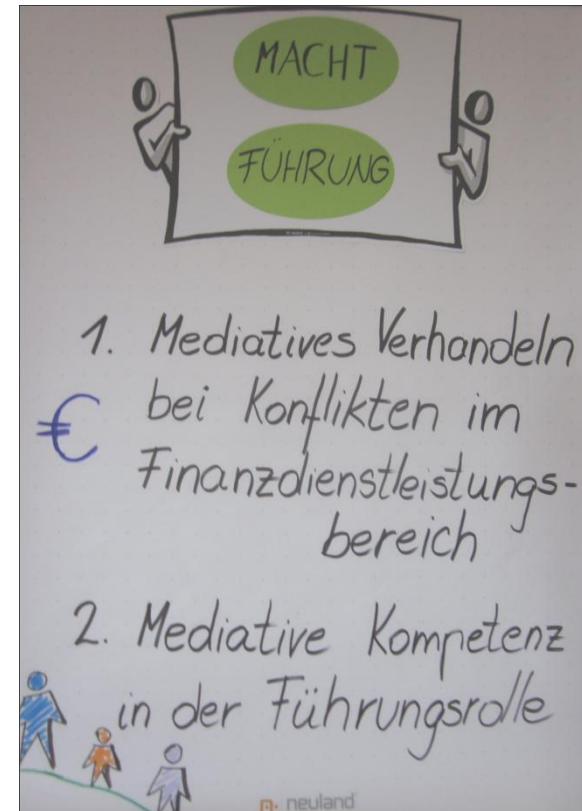 MACHT
FÜHRUNG
1. Mediatives Verhandeln
€ bei Konflikten im
Finanzdienstleistungs-
bereich
2. Mediative Kompetenz
in der Führungsrolle
neuland